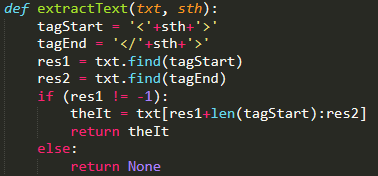 def extractText(txt, sth):
    tagStart = '<'+sth+'>'
    tagEnd = '</'+sth+'>'
    res1 = txt.find(tagStart)
    res2 = txt.find(tagEnd)
    if (res1 != -1):
        theIt = txt[res1+len(tagStart):res2]
        return theIt
    else:
        return None